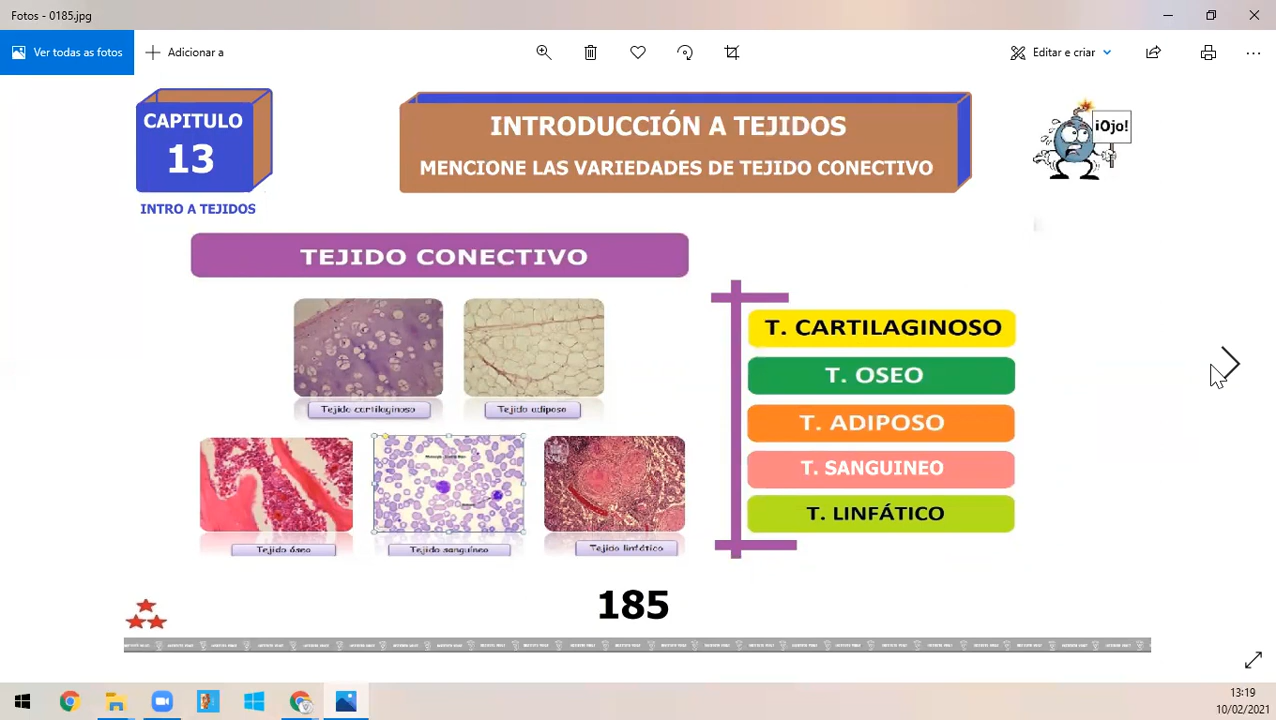 Fotos - 0185.jpg
Ver todas as fotos
Adicionar a
Editar e criar
CAPITULO
13
INTRO A TEJIDOS
INTRODUCCIÓN A TEJIDOS
MENCIONE LAS VARIEDADES DE TEJIDO CONECTIVO
¡Ojo!
TEJIDO CONECTIVO
Tejido cartilaginoso
Tejido adiposo
Tejido óseo
Tejido sanguíneo
Tejido linfático
T. CARTILAGINOSO
T. OSEO
T. ADIPOSO
T. SANGUINEO
T. LINFÁTICO
185
13:19
10/02/2021